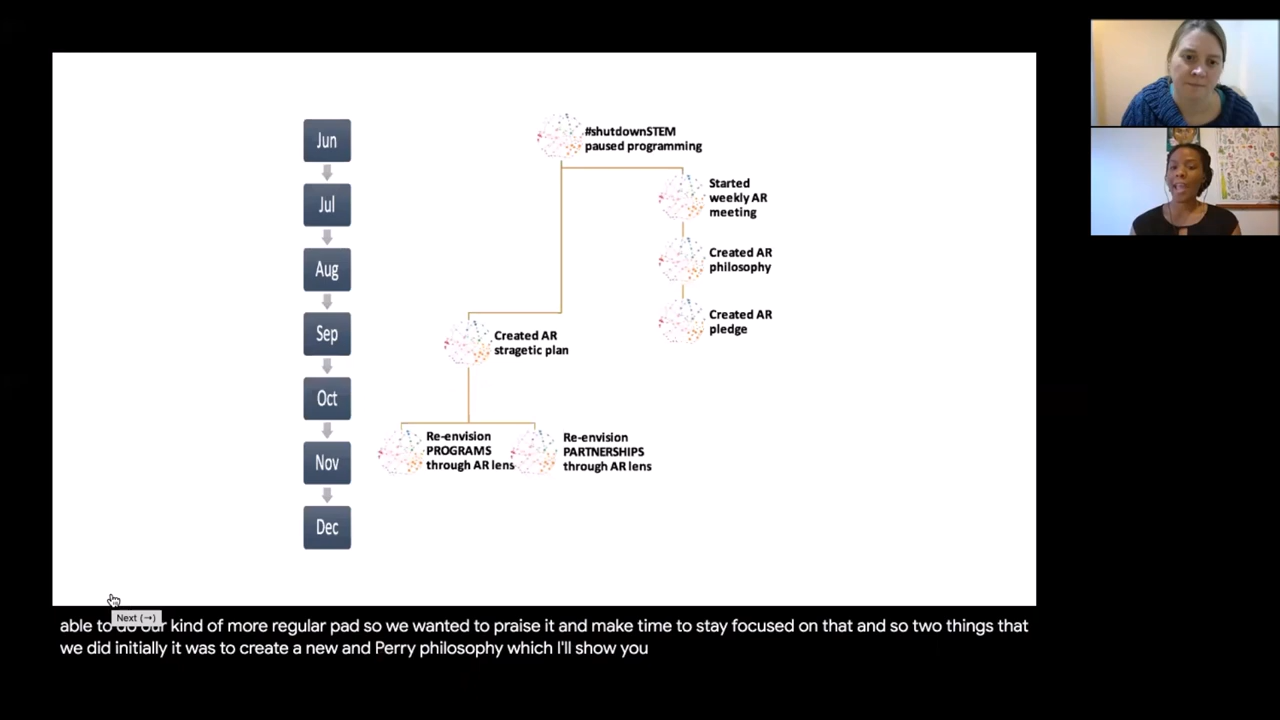 Jun
Jul
Aug
Sep
Oct
Nov
Dec
#shutdownSTEM
paused programming
Started
weekly AR
meeting
Created AR
philosophy
Created AR
pledge
Created AR
stragetic plan
Re-envision
PROGRAMS
through AR lens
Re-envision
PARTNERSHIPS
through AR lens
Next (→)
able to do our kind of more regular pad so we wanted to praise it and make time to stay focused on that and so two things that
we did initially it was to create a new and Perry philosophy which I'll show you